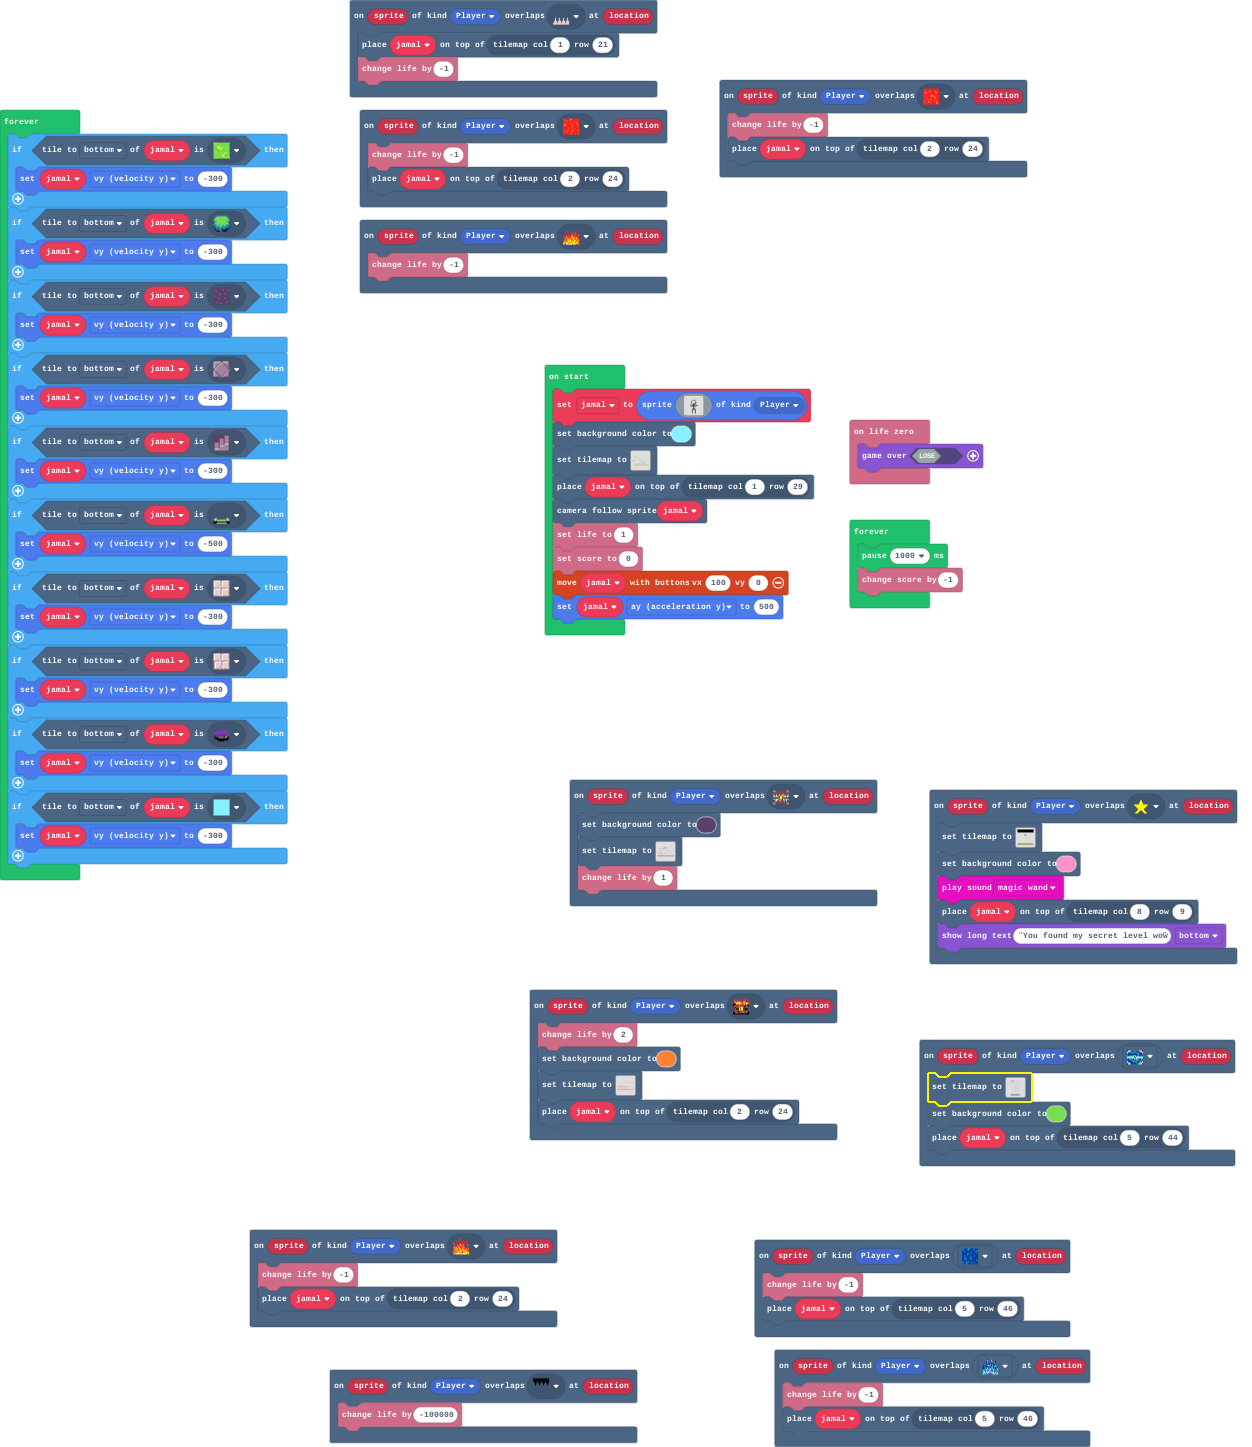 on sprite of kind Player overlaps at location
place jamal on top of tilemap col 1 row 21
change life by -1
on sprite of kind Player overlaps at location
change life by -1
place jamal on top of tilemap col 2 row 24
forever
if tile to bottom of jamal is then
set jamal vy (velocity y) to -300
if tile to bottom of jamal is then
set jamal vy (velocity y) to -300
if tile to bottom of jamal is then
set jamal vy (velocity y) to -300
if tile to bottom of jamal is then
set jamal vy (velocity y) to -300
if tile to bottom of jamal is then
set jamal vy (velocity y) to -300
if tile to bottom of jamal is then
set jamal vy (velocity y) to -500
if tile to bottom of jamal is then
set jamal vy (velocity y) to -300
if tile to bottom of jamal is then
set jamal vy (velocity y) to -300
if tile to bottom of jamal is then
set jamal vy (velocity y) to -300
if tile to bottom of jamal is then
set jamal vy (velocity y) to -300
on sprite of kind Player overlaps at location
change life by -1
place jamal on top of tilemap col 2 row 24
on sprite of kind Player overlaps at location
change life by -1
on start
set jamal to sprite of kind Player
set background color to
set tilemap to
place jamal on top of tilemap col 1 row 29
camera follow sprite jamal
set life to 1
set score to 0
move jamal with buttons vx 100 vy 0
set jamal ay (acceleration y) to 500
on life zero
game over LOSE
forever
pause 1000 ms
change score by -1
on sprite of kind Player overlaps at location
set background color to
set tilemap to
change life by 1
on sprite of kind Player overlaps at location
set tilemap to
set background color to
play sound magic wand
place jamal on top of tilemap col 8 row 9
show long text "You found my secret level wow" bottom
on sprite of kind Player overlaps at location
change life by 2
set background color to
set tilemap to
place jamal on top of tilemap col 2 row 24
on sprite of kind Player overlaps at location
set tilemap to
set background color to
place jamal on top of tilemap col 5 row 44
on sprite of kind Player overlaps at location
change life by -1
place jamal on top of tilemap col 2 row 24
on sprite of kind Player overlaps at location
change life by -1
place jamal on top of tilemap col 5 row 46
on sprite of kind Player overlaps at location
change life by -100000
on sprite of kind Player overlaps at location
change life by -1
place jamal on top of tilemap col 5 row 46